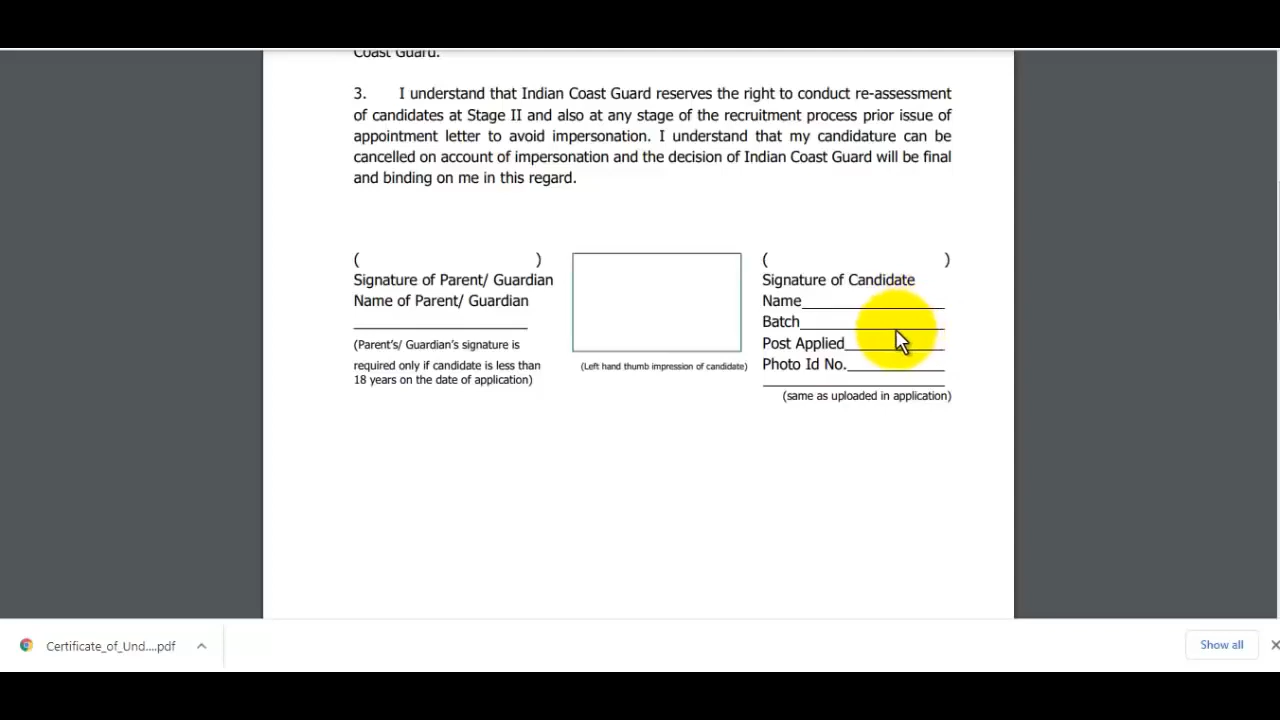 Coast Guard.
3. I understand that Indian Coast Guard reserves the right to conduct re-assessment
of candidates at Stage II and also at any stage of the recruitment process prior issue of
appointment letter to avoid impersonation. I understand that my candidature can be
cancelled on account of impersonation and the decision of Indian Coast Guard will be final
and binding on me in this regard.
( )
Signature of Parent/ Guardian
Name of Parent/ Guardian
(Parent's/ Guardian's signature is
required only if candidate is less than
18 years on the date of application)
(Left hand thumb impression of candidate)
( )
Signature of Candidate
Name
Batch
Post Applied
Photo Id No.
(same as uploaded in application)
Certificate_of_Und....pdf
Show all